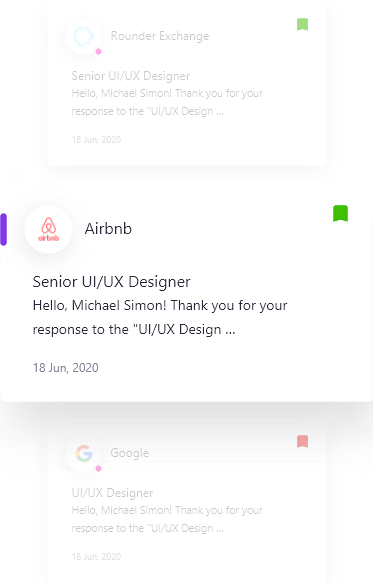 Rounder Exchange
Senior UI/UX Designer
Hello, Michael Simon! Thank you for your
response to the "UI/UX Design ...
18 Jun, 2020
airbnb
Airbnb
Senior UI/UX Designer
Hello, Michael Simon! Thank you for your
response to the "UI/UX Design ...
18 Jun, 2020
Google
UI/UX Designer
Hello, Michael Simon! Thank you for your
response to the "UI/UX Design ...
18 Jun, 2020